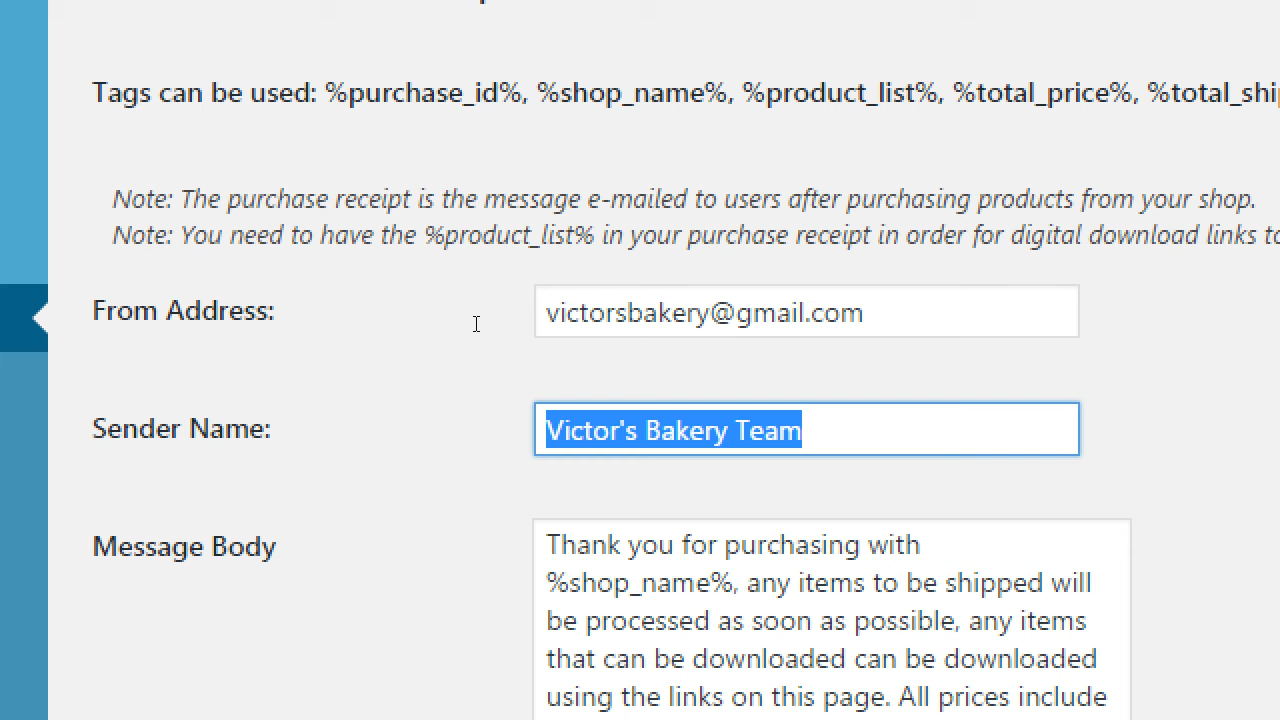 Tags can be used: %purchase_id%, %shop_name%, %product_list%, %total_price%,
Note: The purchase receipt is the message e-mailed to users after purchasing products from your shop.
Note: You need to have the %product_list% in your purchase receipt in order for digital download links
From Address:
victorsbakery@gmail.com
Sender Name:
Victor's Bakery Team
Message Body
Thank you for purchasing with
%shop_name%, any items to be shipped will
be processed as soon as possible, any items
that can be downloaded can be downloaded
using the links on this page. All prices include